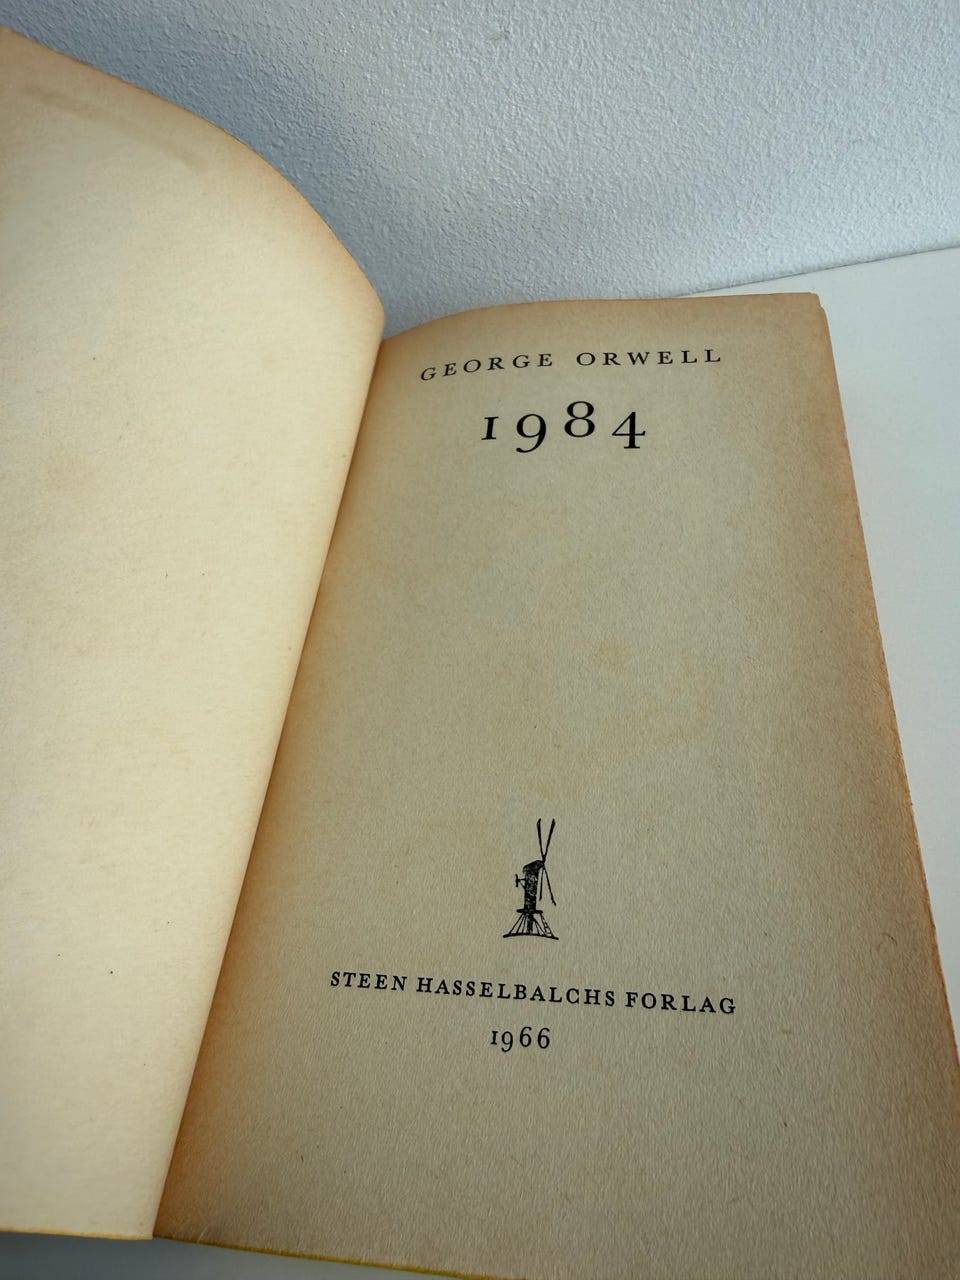 GEORGE ORWELL
1984
STEEN HASSELBALCHS FORLAG
1966